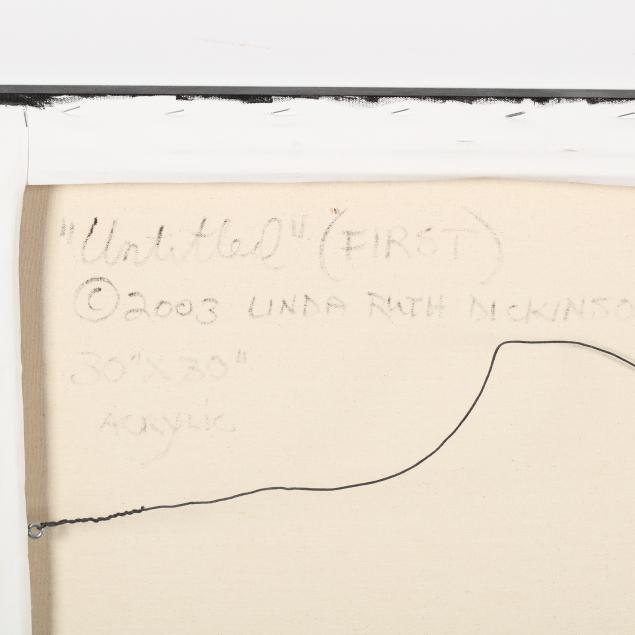 "Untitled" (FIRST)
©2003 LINDA RUTH DICKINSO
30"X30"
ACRYLIC